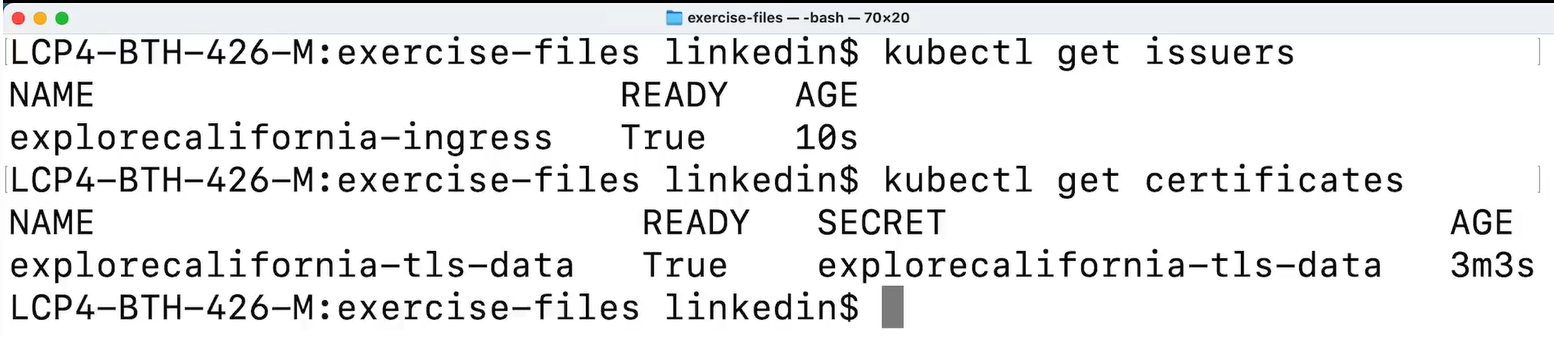 exercise-files — -bash — 70×20
LCP4-BTH-426-M:exercise-files linkedin$ kubectl get issuers
NAME READY AGE
explorecalifornia-ingress True 10s
LCP4-BTH-426-M:exercise-files linkedin$ kubectl get certificates
NAME READY SECRET AGE
explorecalifornia-tls-data True explorecalifornia-tls-data 3m3s
LCP4-BTH-426-M:exercise-files linkedin$